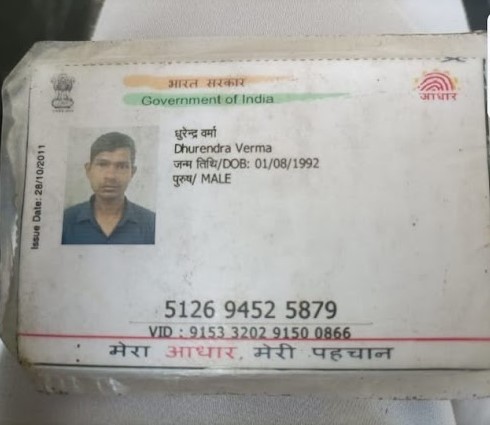 भारत सरकार
Government of India
आधार
Issue Date: 28/10/2011
धुरेन्द्र वर्मा
Dhurendra Verma
जन्म तिथि/DOB: 01/08/1992
पुरुष/ MALE
5126 9452 5879
VID : 9153 3202 9150 0866
मेरा आधार, मेरी पहचान